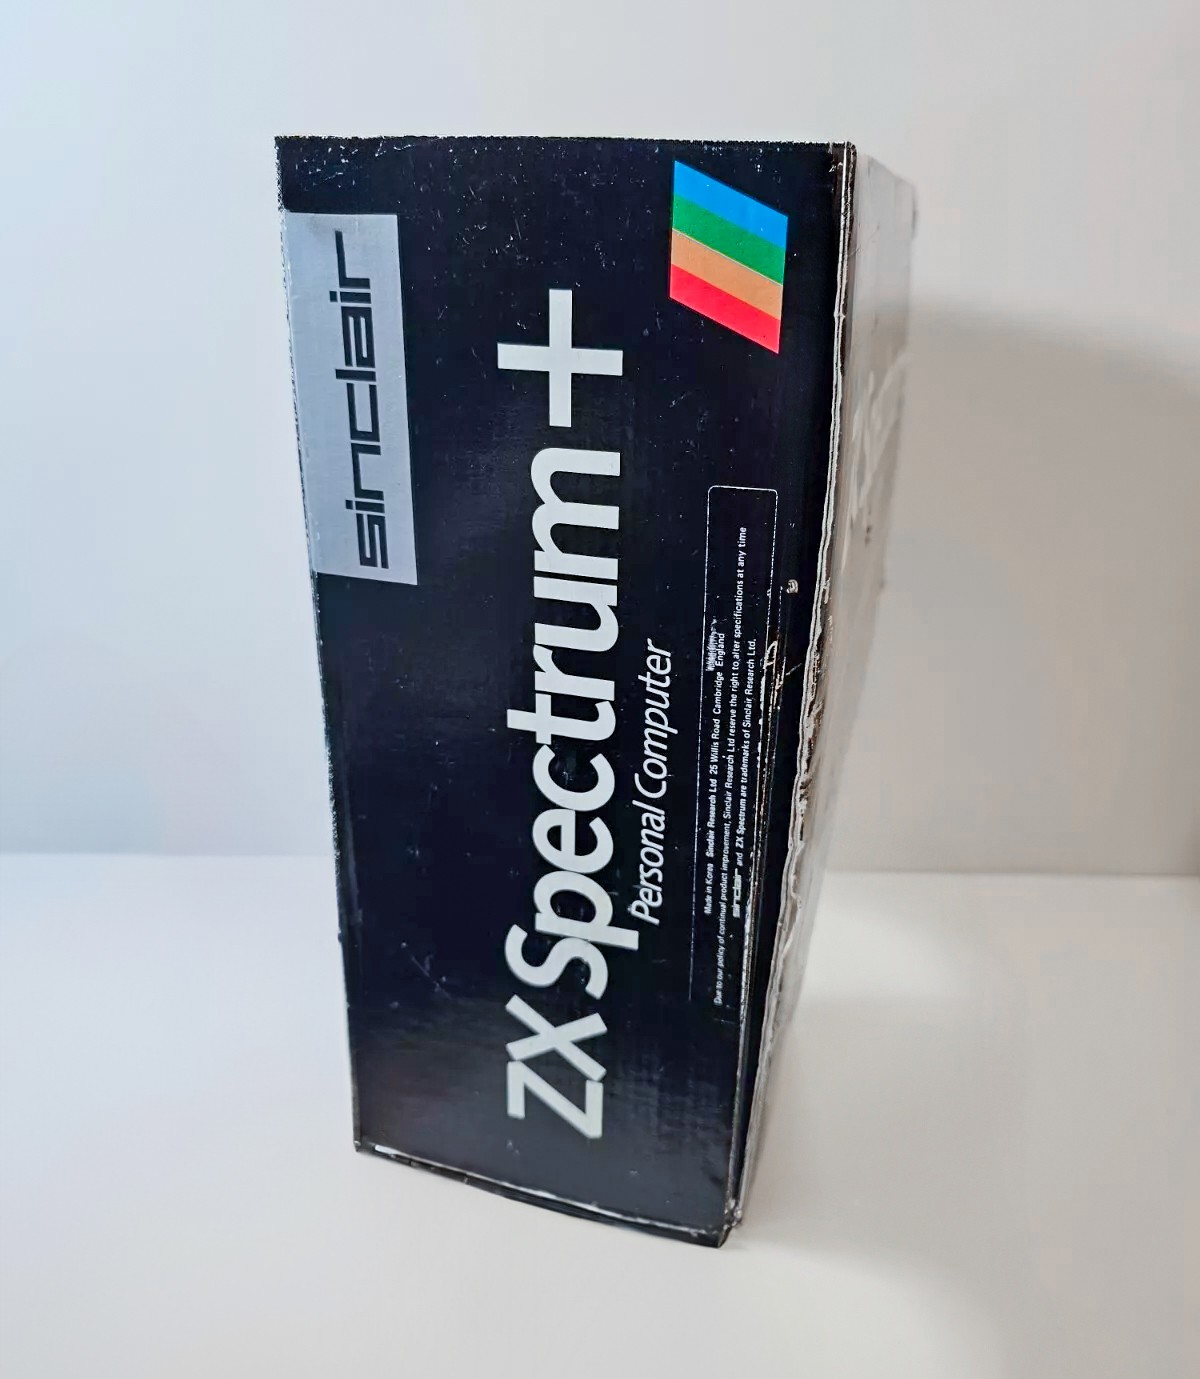 sinclair
ZX Spectrum +
Personal Computer
Made in Korea Sinclair Research Ltd 25 Willis Road Cambridge England
Due to our policy of continual product improvement, Sinclair Research Ltd reserve the right to alter specifications at any time
sinclair and ZX Spectrum are trademarks of Sinclair Research Ltd.